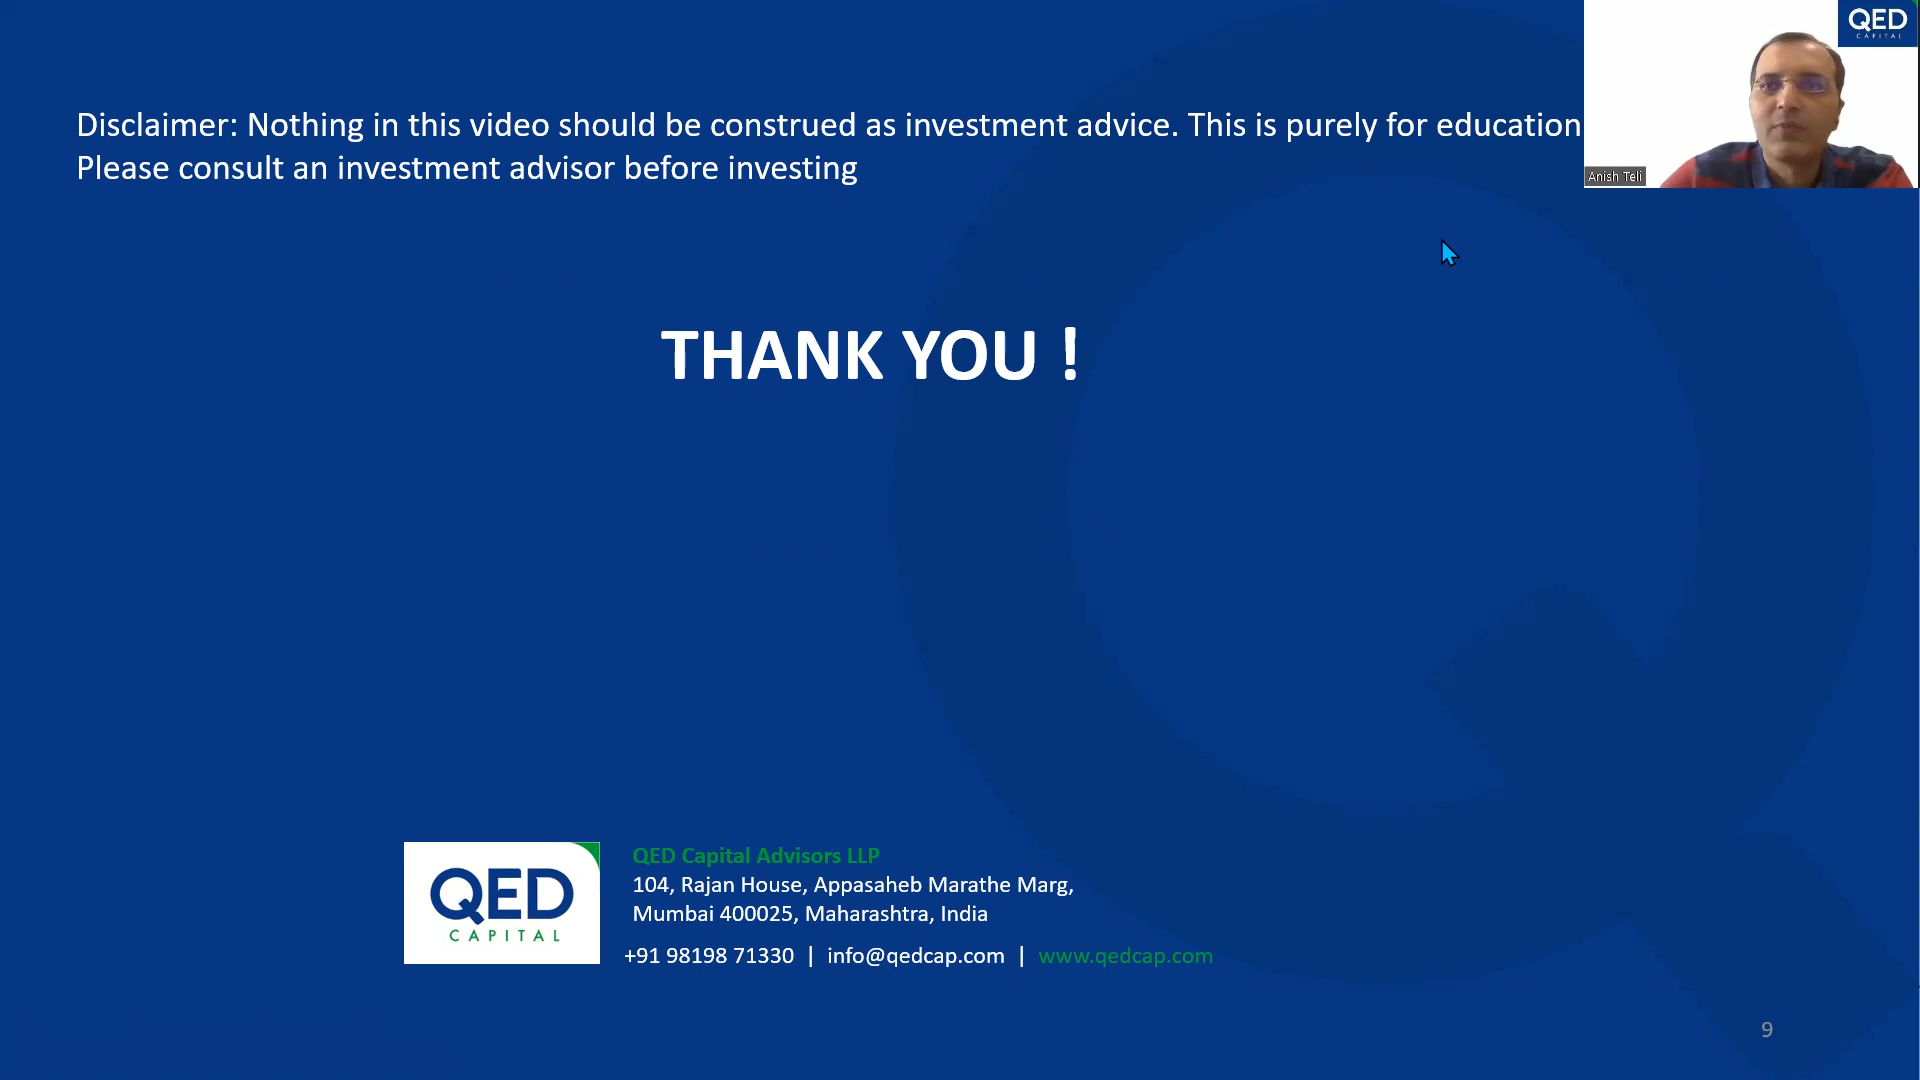 QED
CAPITAL
Disclaimer: Nothing in this video should be construed as investment advice. This is purely for education
Please consult an investment advisor before investing
Anish Teli
THANK YOU !
QED
CAPITAL
QED Capital Advisors LLP
104, Rajan House, Appasaheb Marathe Marg,
Mumbai 400025, Maharashtra, India
+91 98198 71330 | info@qedcap.com | www.qedcap.com
9